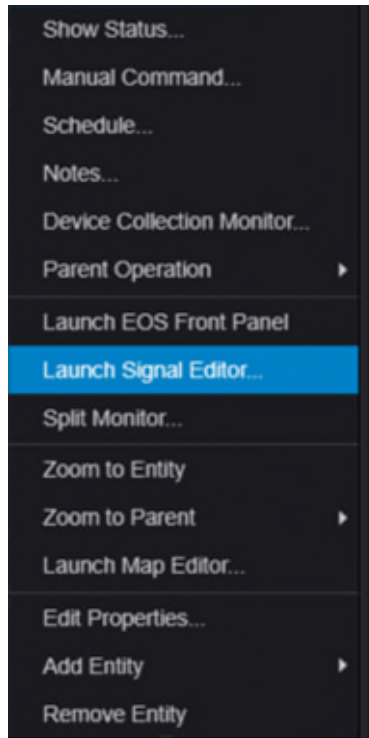 Show Status...
Manual Command...
Schedule...
Notes...
Device Collection Monitor...
Parent Operation
Launch EOS Front Panel
Launch Signal Editor...
Split Monitor...
Zoom to Entity
Zoom to Parent
Launch Map Editor...
Edit Properties...
Add Entity
Remove Entity